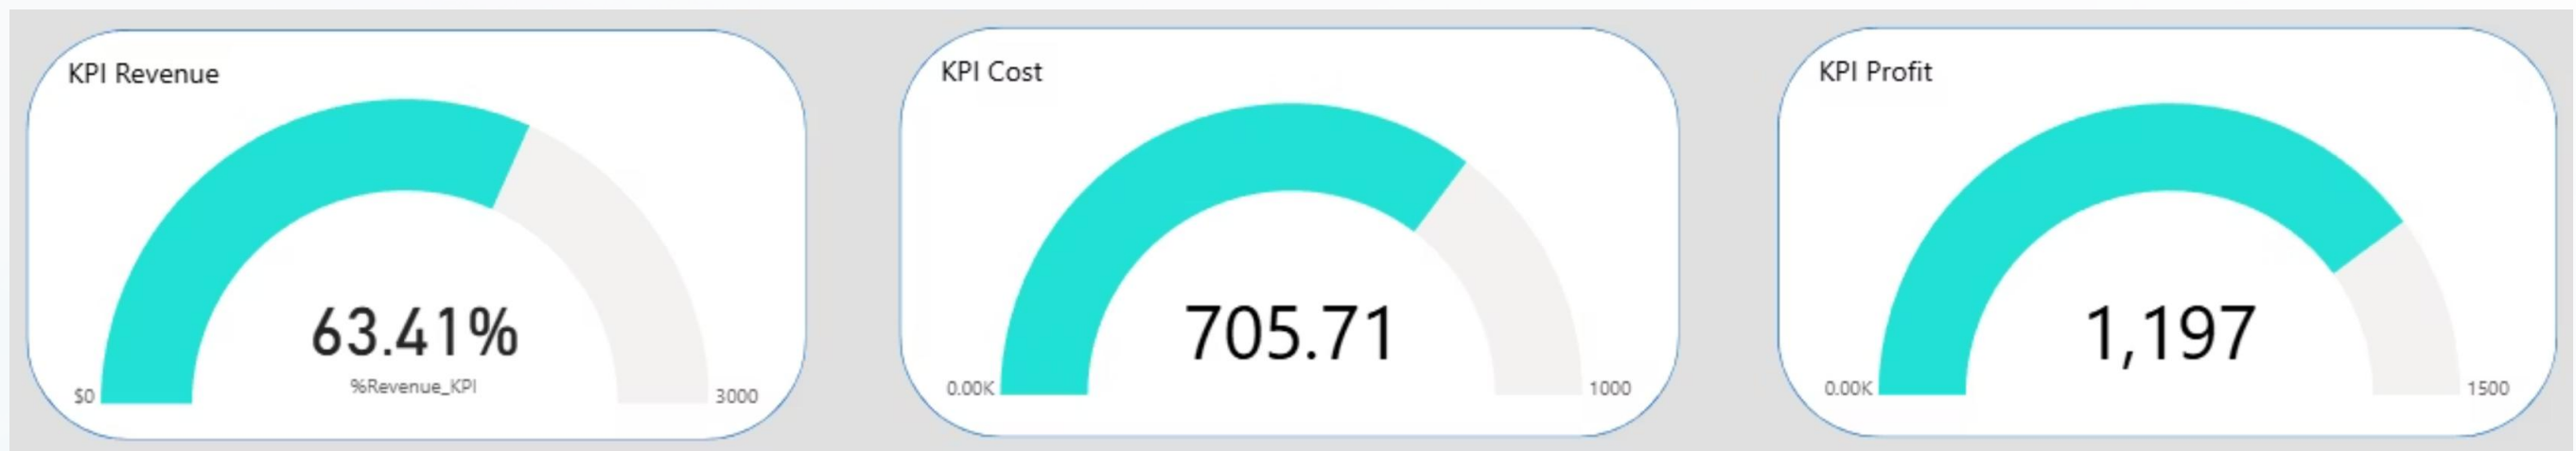 KPI Revenue
63.41%
%Revenue_KPI
$0
3000
KPI Cost
705.71
0.00K
1000
KPI Profit
1,197
0.00K
1500